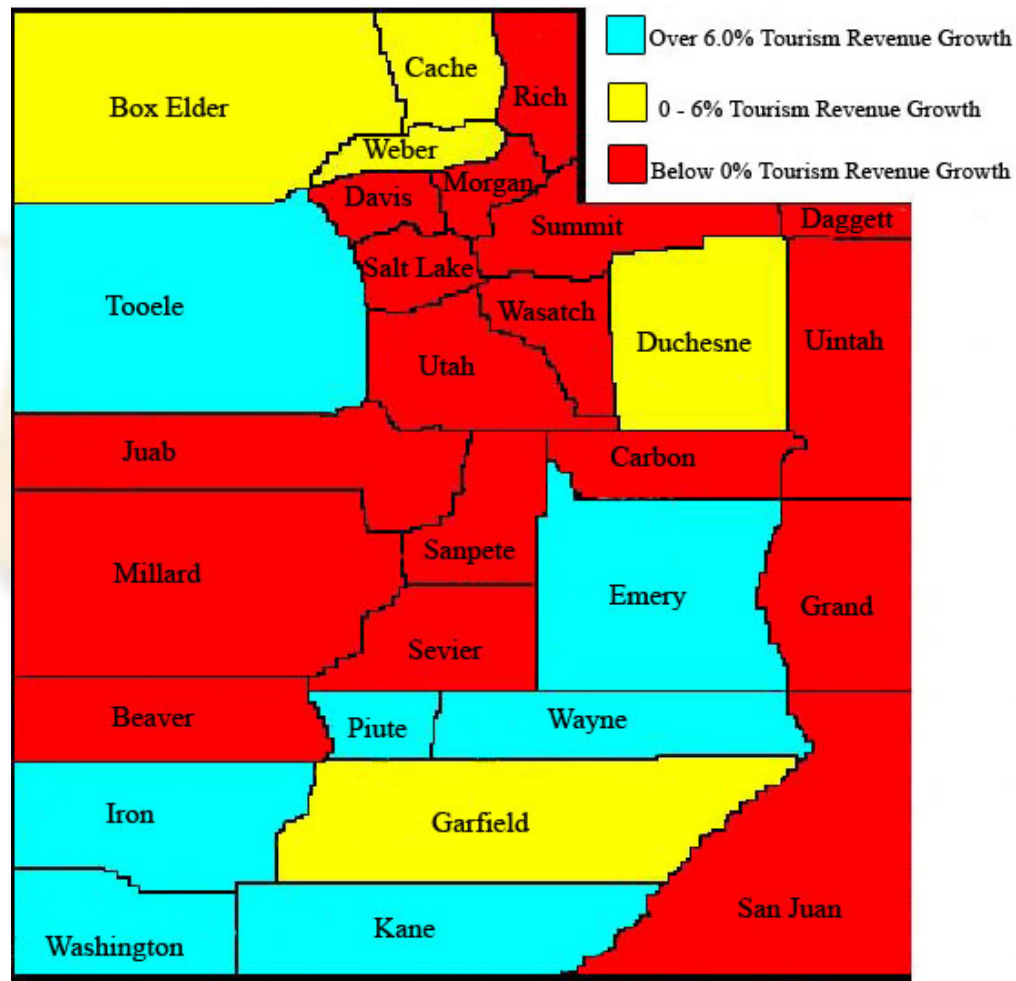 Over 6.0% Tourism Revenue Growth
0 - 6% Tourism Revenue Growth
Below 0% Tourism Revenue Growth
Cache
Rich
Box Elder
Weber
Morgan
Davis
Summit
Daggett
Salt Lake
Tooele
Wasatch
Duchesne
Uintah
Utah
Juab
Carbon
Sanpete
Millard
Emery
Grand
Sevier
Beaver
Piute
Wayne
Iron
Garfield
San Juan
Kane
Washington